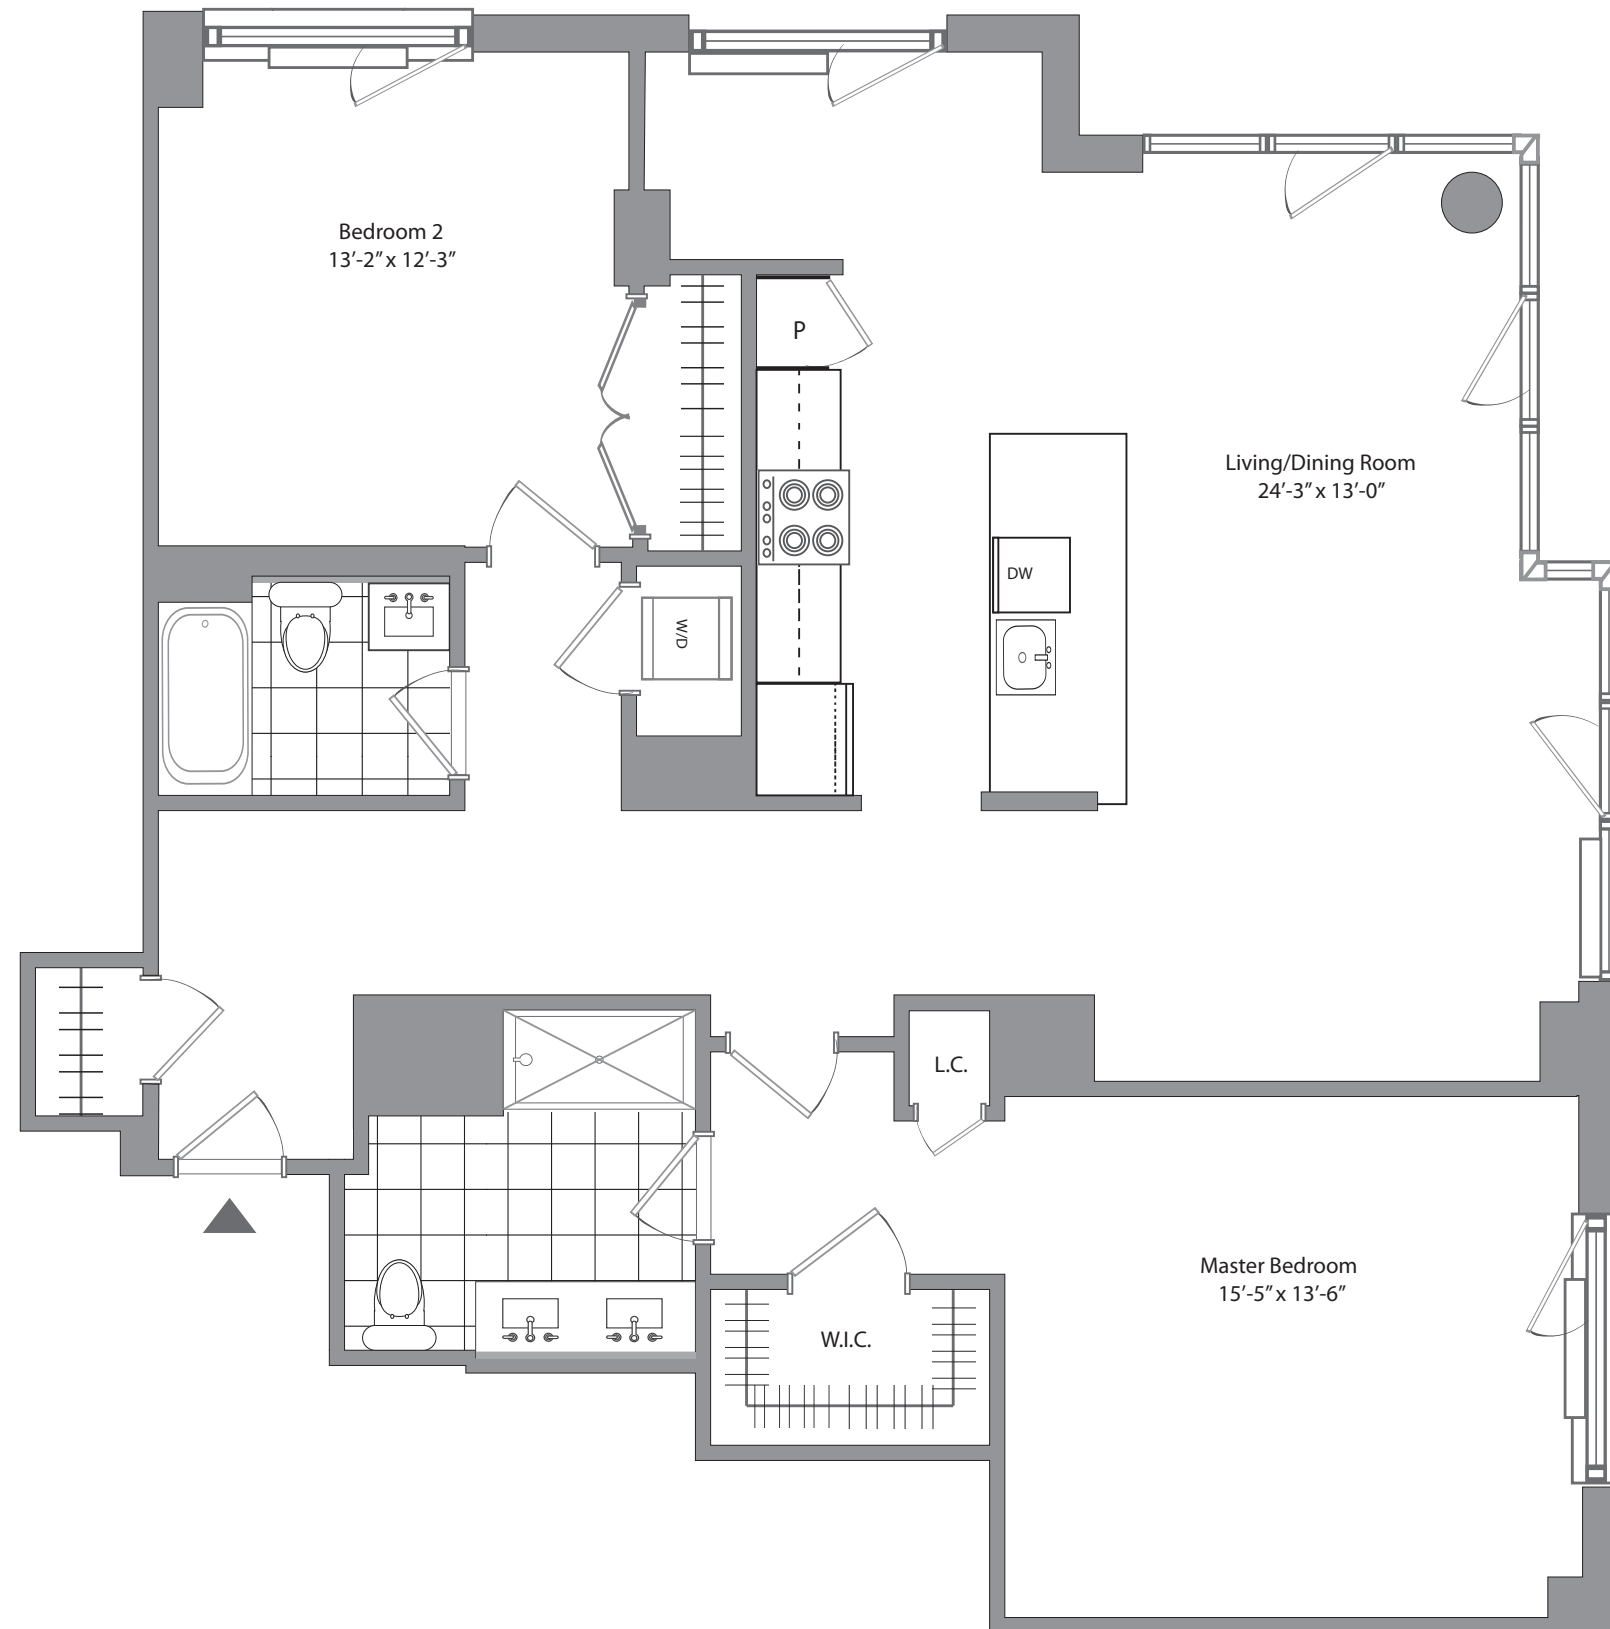 Bedroom 2
13’-2” x 12’-3”
P
Living/Dining Room
24’-3” x 13’-0”
DW
W/D
L.C.
Master Bedroom
15’-5” x 13’-6”
W.I.C.